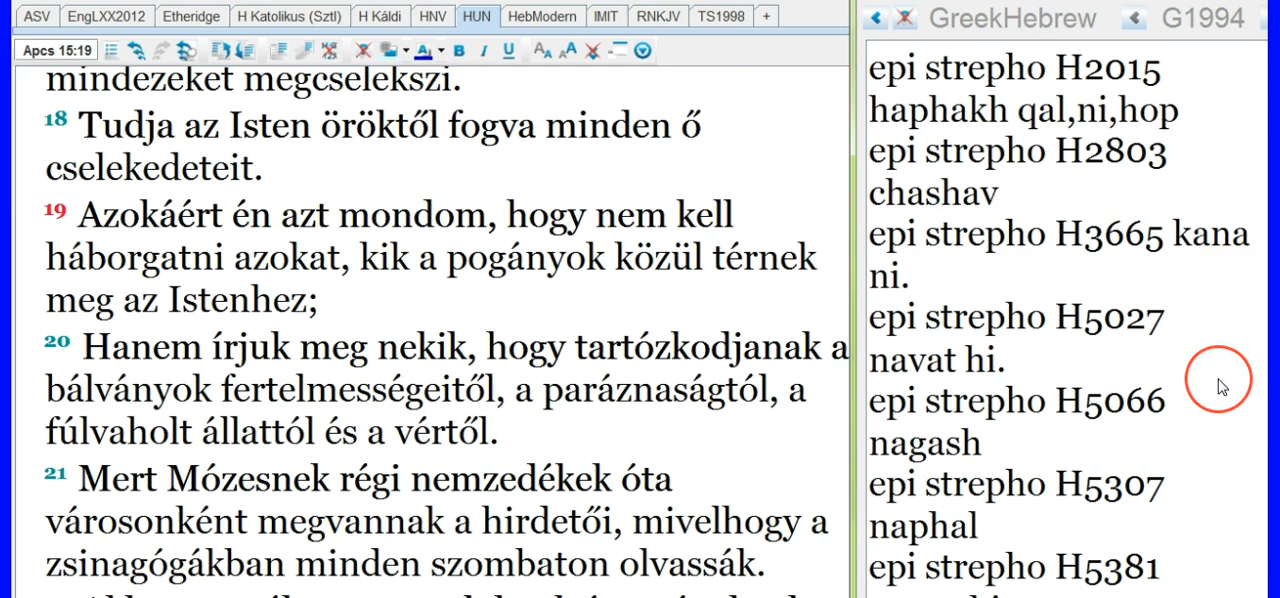 ASV EngLXX2012 Etheridge H Katolikus (Sztl) H Káldi HNV HUN HebModern IMIT RNKJV TS1998 +
Apcs 15:19
mindezeket megcselekszi.
18 Tudja az Isten öröktől fogva minden ő
cselekedeteit.
19 Azokáért én azt mondom, hogy nem kell
háborgatni azokat, kik a pogányok közül térnek
meg az Istenhez;
20 Hanem írjuk meg nekik, hogy tartózkodjanak a
bálványok fertelmességeitől, a paráznaságtól, a
fúlvaholt állattól és a vértől.
21 Mert Mózesnek régi nemzedékek óta
városonként megvannak a hirdetői, mivelhogy a
zsinagógákban minden szombaton olvassák.
GreekHebrew G1994
epi strepho H2015
haphakh qal,ni,hop
epi strepho H2803
chashav
epi strepho H3665 kana
ni.
epi strepho H5027
navat hi.
epi strepho H5066
nagash
epi strepho H5307
naphal
epi strepho H5381